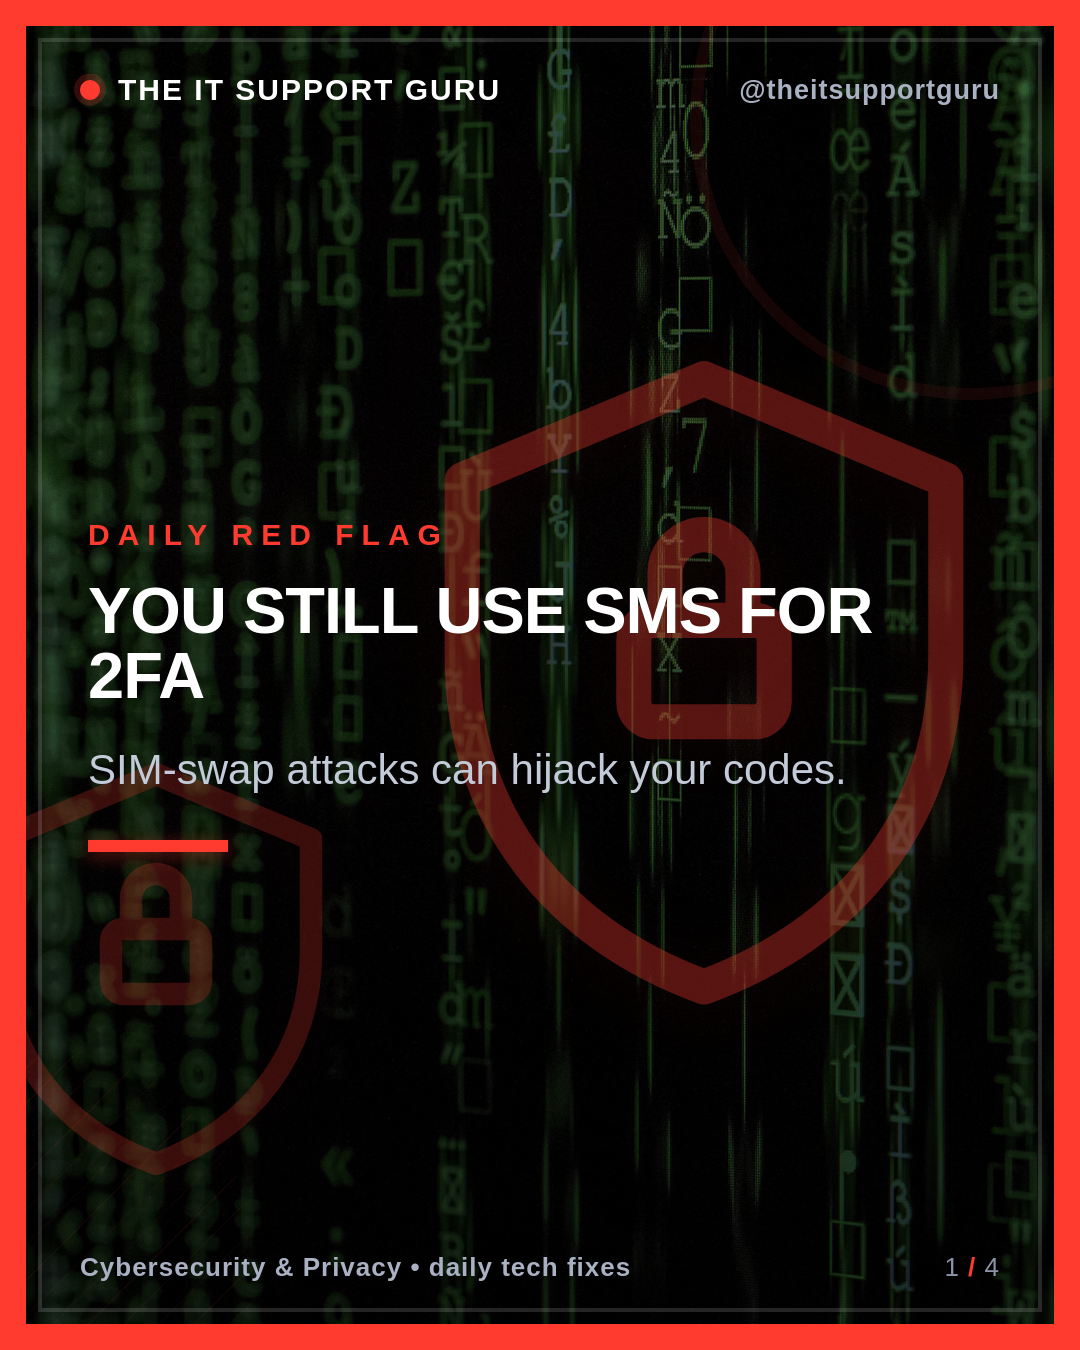 THE IT SUPPORT GURU
@theitsupportguru
DAILY RED FLAG
YOU STILL USE SMS FOR
2FA
SIM-swap attacks can hijack your codes.
Cybersecurity & Privacy • daily tech fixes
1 / 4